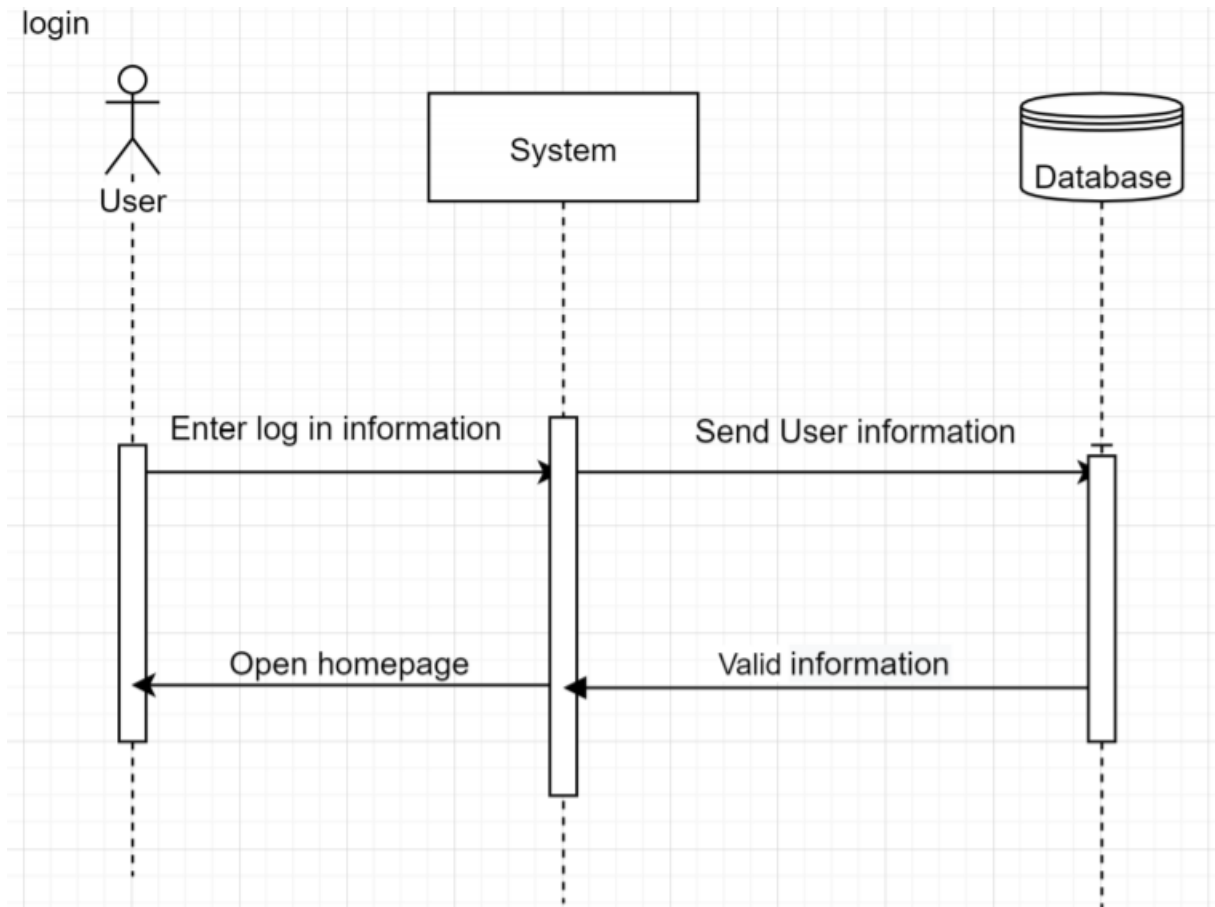 login
User
System
Database
Enter log in information
Send User information
Open homepage
Valid information